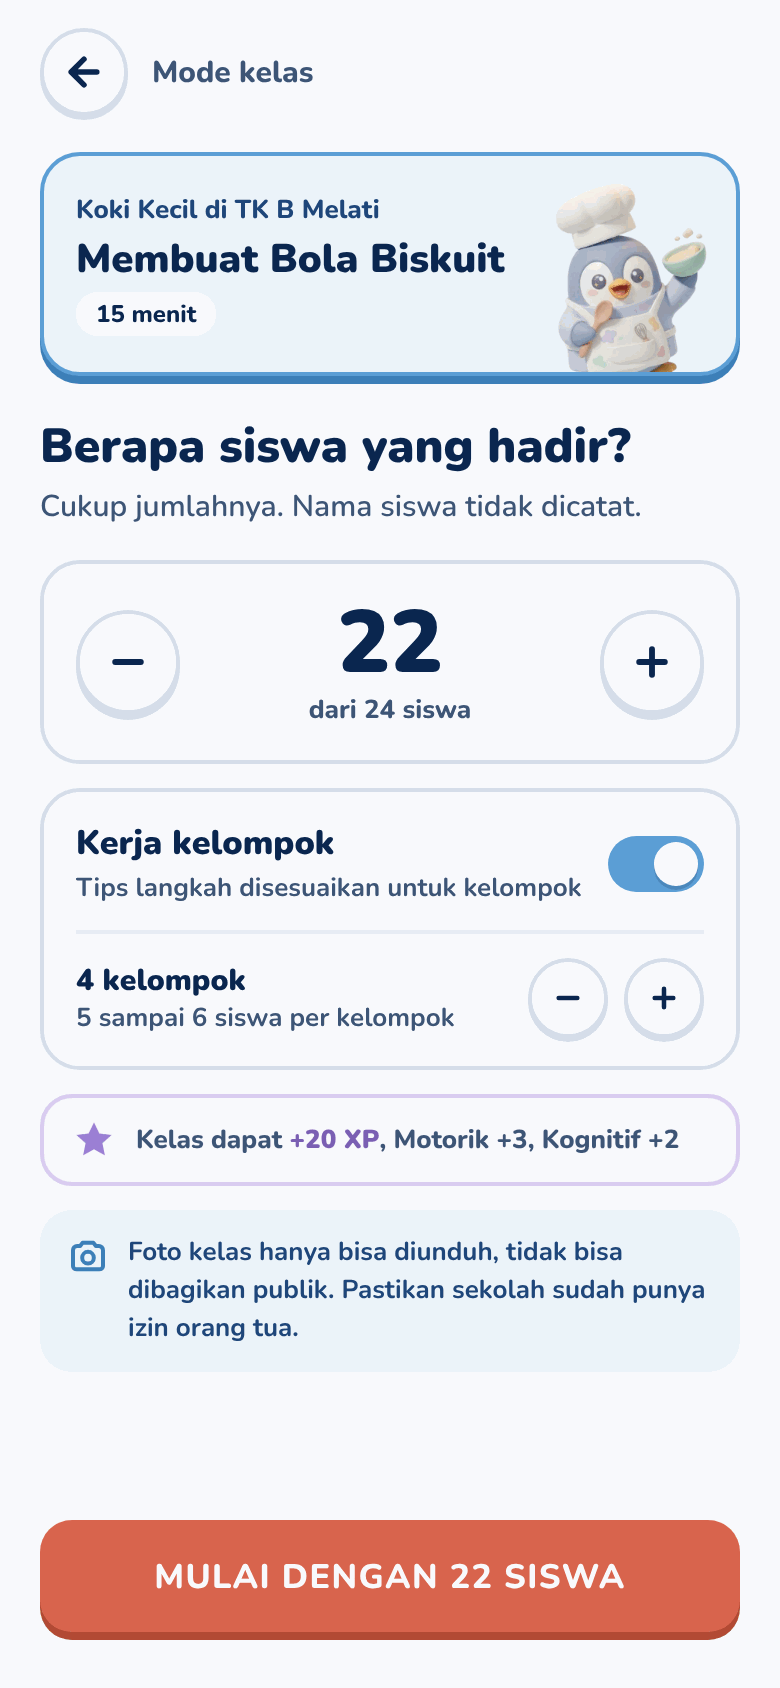 Mode kelas
Koki Kecil di TK B Melati
Membuat Bola Biskuit
15 menit
Berapa siswa yang hadir?
Cukup jumlahnya. Nama siswa tidak dicatat.
22
dari 24 siswa
Kerja kelompok
Tips langkah disesuaikan untuk kelompok
4 kelompok
5 sampai 6 siswa per kelompok
Kelas dapat +20 XP, Motorik +3, Kognitif +2
Foto kelas hanya bisa diunduh, tidak bisa
dibagikan publik. Pastikan sekolah sudah punya
izin orang tua.
MULAI DENGAN 22 SISWA